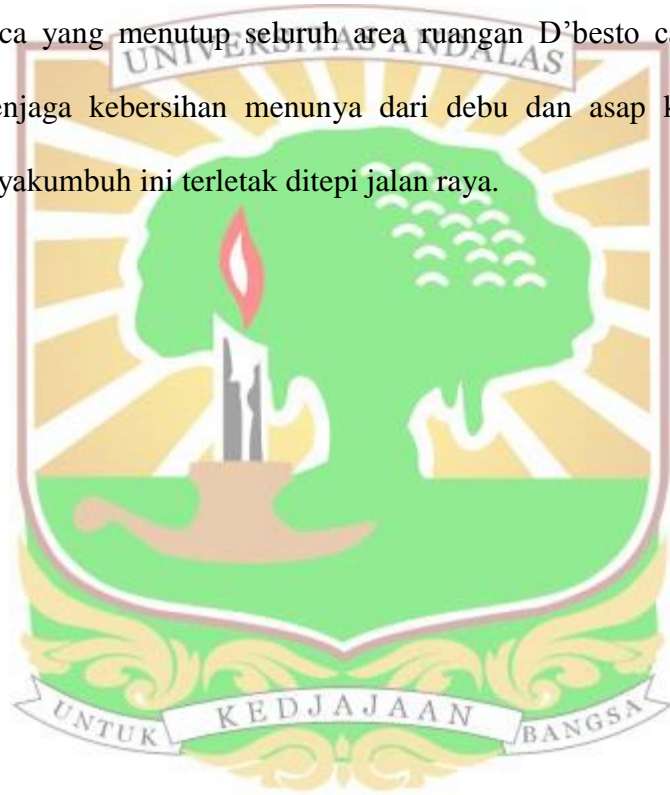 ca yang menutup seluruh area ruangan D’besto ca
UNIVERSITAS ANDALAS
enjaga kebersihan menunya dari debu dan asap k
yakumbuh ini terletak ditepi jalan raya.
UNTUK KEDJAJAAN BANGSA